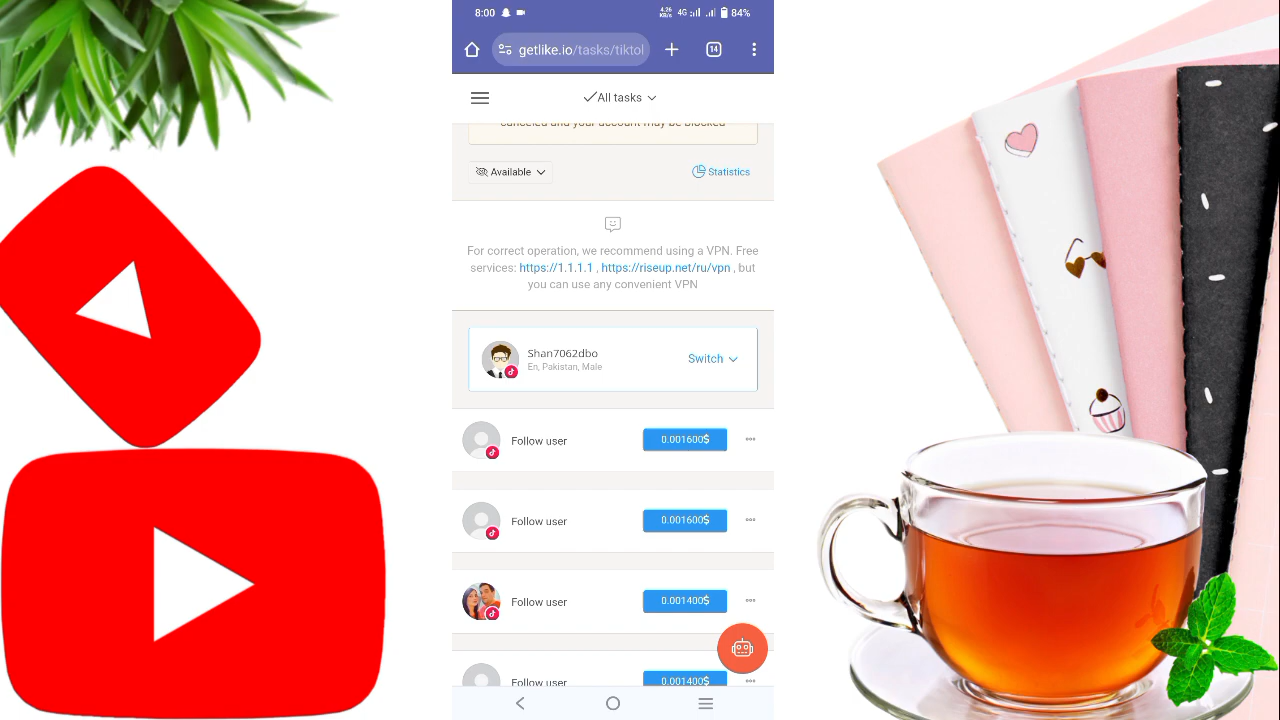 8:00 4.26 KB/s 4G 84%
getlike.io/tasks/tiktol 14
All tasks
canceled and your account may be blocked
Available Statistics
For correct operation, we recommend using a VPN. Free
services: https://1.1.1.1 , https://riseup.net/ru/vpn , but
you can use any convenient VPN
Shan7062dbo
En, Pakistan, Male
Switch
Follow user 0.001600$
Follow user 0.001600$
Follow user 0.001400$
Follow user 0.001400$